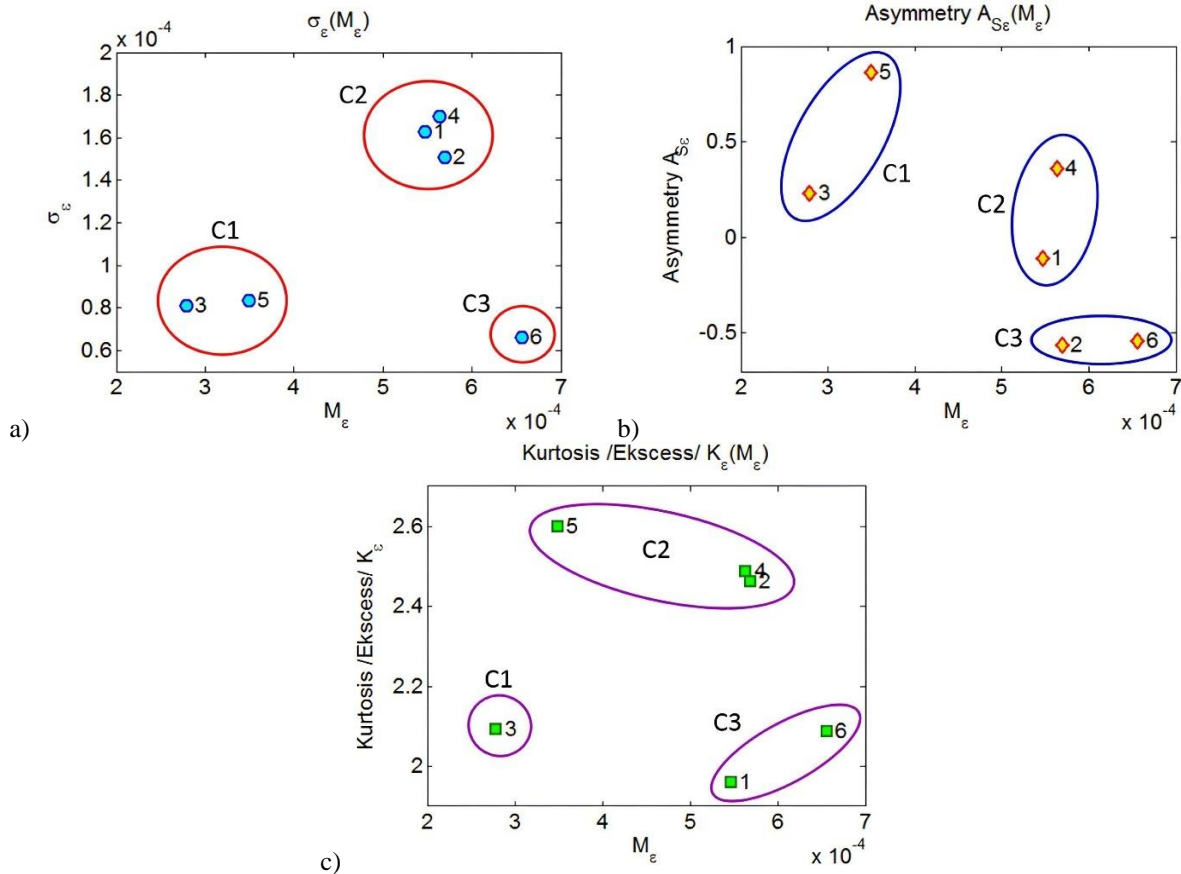 σε(Mε)
x 10-4
2
1.8
1.6
1.4
1.2
1
0.8
0.6
σε
C2
4
1
2
C1
3
5
C3
6
2
3
4
5
6
7
Mε
x 10-4
a)
Asymmetry ASε(Mε)
1
0.5
0
-0.5
Asymmetry ASε
5
C1
3
4
C2
1
C3
2
6
2
3
4
5
6
7
Mε
x 10-4
b)
Kurtosis /Ekscess/ Kε(Mε)
2.6
2.4
2.2
2
Kurtosis /Ekscess/ Kε
5
C2
4
2
C1
3
C3
6
1
2
3
4
5
6
7
Mε
x 10-4
c)